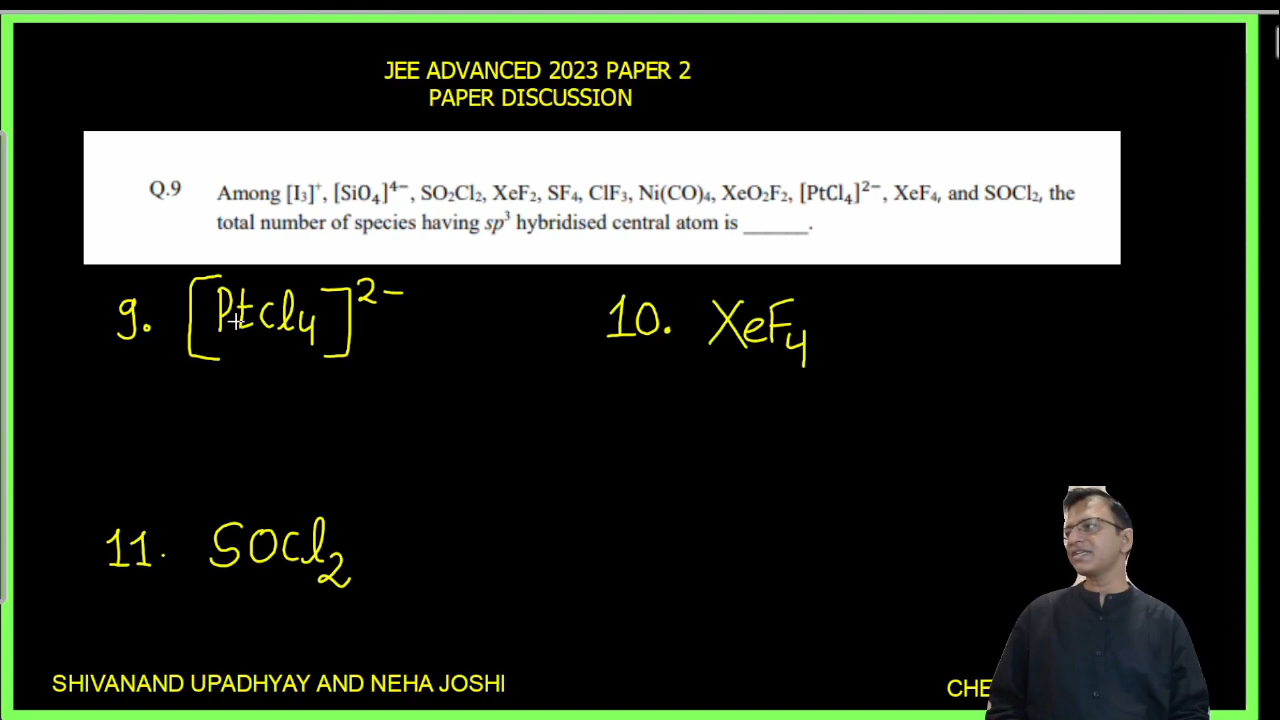 JEE ADVANCED 2023 PAPER 2
PAPER DISCUSSION
Q.9 Among [I₃]⁺, [SiO₄]⁴⁻, SO₂Cl₂, XeF₂, SF₄, ClF₃, Ni(CO)₄, XeO₂F₂, [PtCl₄]²⁻, XeF₄, and SOCl₂, the
total number of species having sp³ hybridised central atom is ______.
9. [PtCl₄]²⁻ 10. XeF₄
11. SOCl₂
SHIVANAND UPADHYAY AND NEHA JOSHI CHE